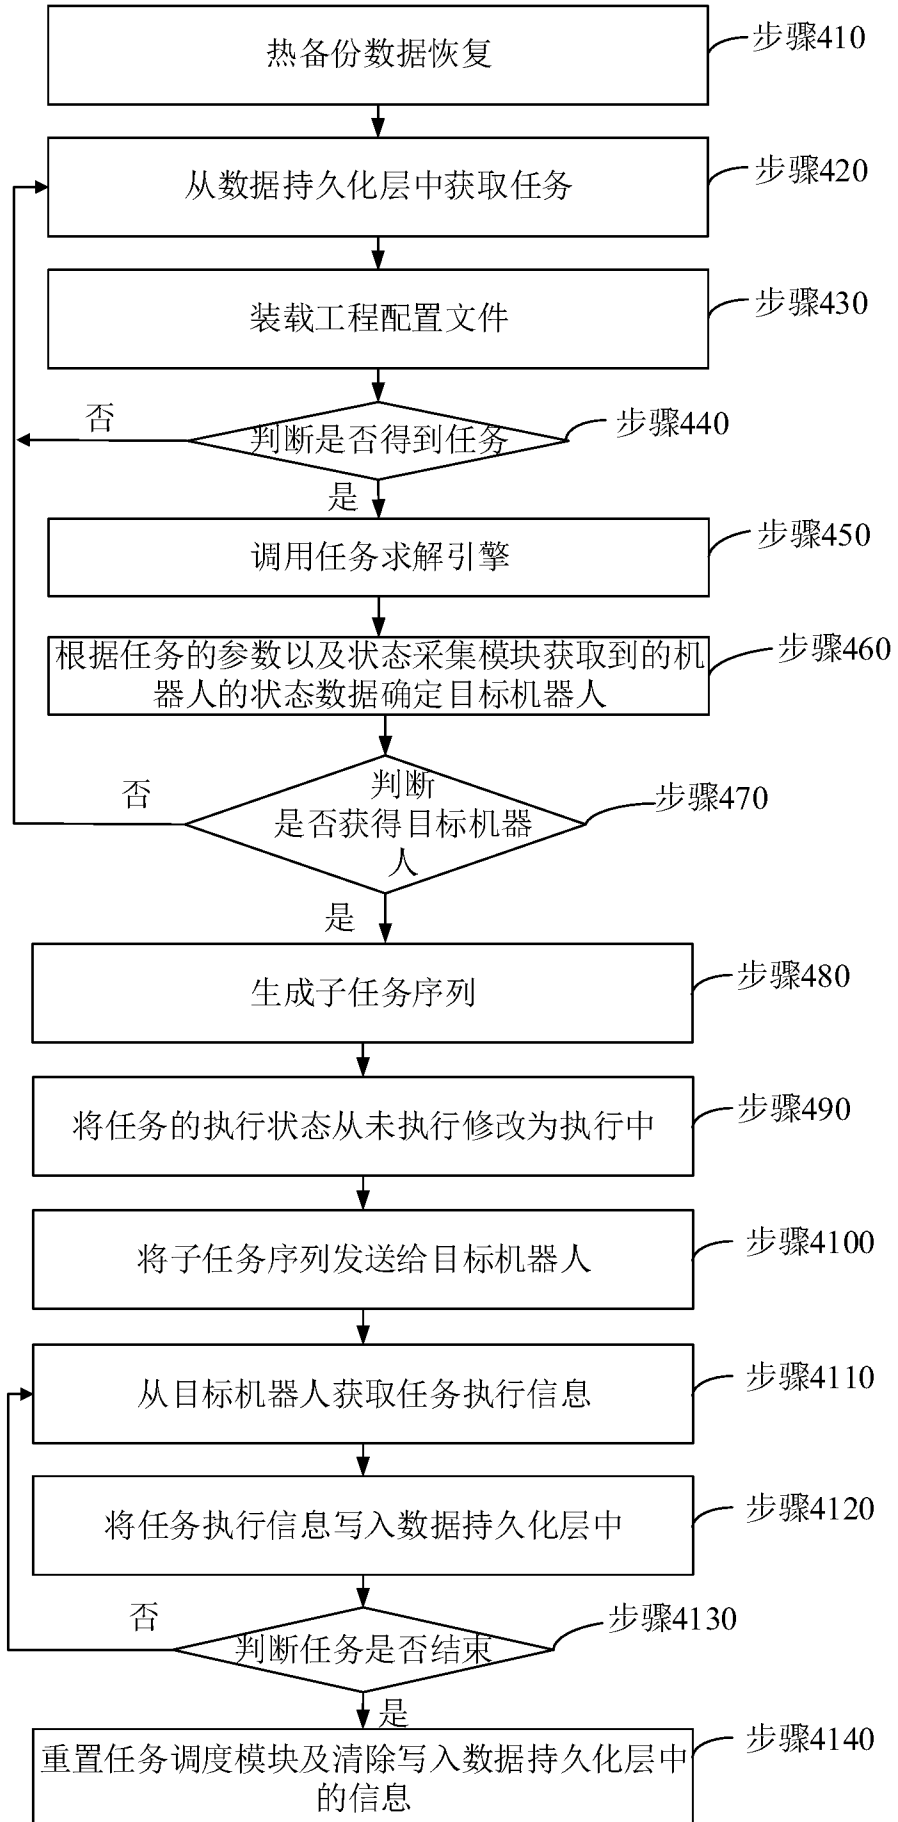 热备份数据恢复
步骤410
从数据持久化层中获取任务
步骤420
装载工程配置文件
步骤430
否
判断是否得到任务
步骤440
是
调用任务求解引擎
步骤450
根据任务的参数以及状态采集模块获取到的机
器人的状态数据确定目标机器人
步骤460
否
判断
是否获得目标机器
人
步骤470
是
生成子任务序列
步骤480
将任务的执行状态从未执行修改为执行中
步骤490
将子任务序列发送给目标机器人
步骤4100
从目标机器人获取任务执行信息
步骤4110
将任务执行信息写入数据持久化层中
步骤4120
否
判断任务是否结束
步骤4130
是
重置任务调度模块及清除写入数据持久化层中
的信息
步骤4140